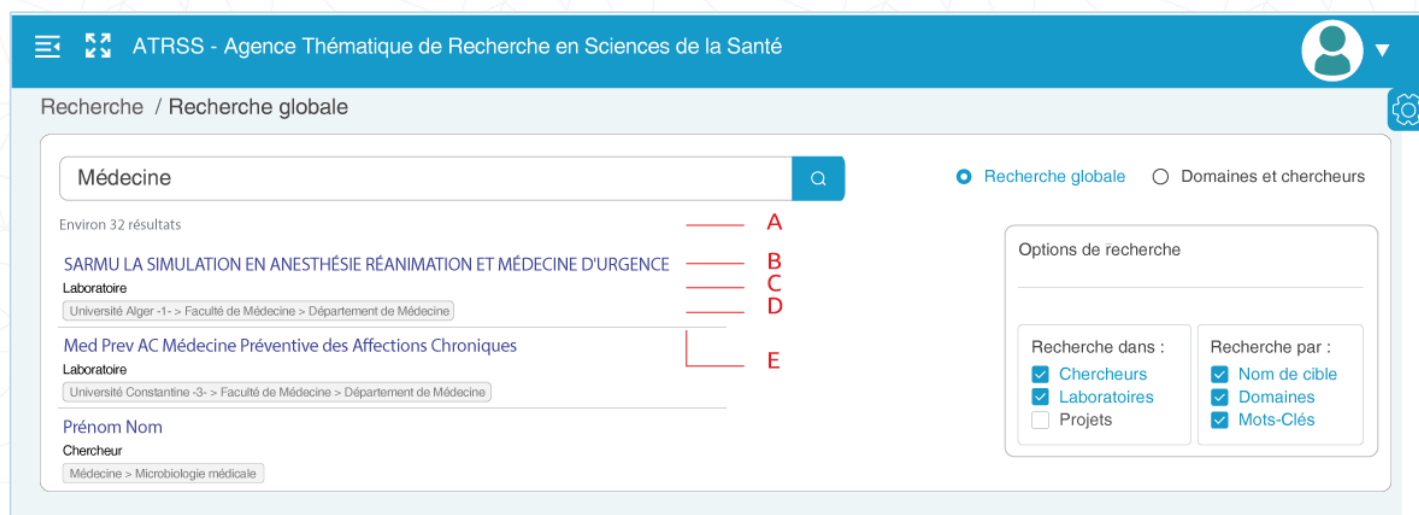 ATRSS - Agence Thématique de Recherche en Sciences de la Santé
Recherche / Recherche globale
Médecine
Recherche globale
Domaines et chercheurs
Environ 32 résultats
A
SARMU LA SIMULATION EN ANESTHÉSIE RÉANIMATION ET MÉDECINE D'URGENCE
B
Laboratoire
C
Université Alger -1- > Faculté de Médecine > Département de Médecine
D
Med Prev AC Médecine Préventive des Affections Chroniques
E
Laboratoire
Université Constantine -3- > Faculté de Médecine > Département de Médecine
Prénom Nom
Chercheur
Médecine > Microbiologie médicale
Options de recherche
Recherche dans :
Chercheurs
Laboratoires
Projets
Recherche par :
Nom de cible
Domaines
Mots-Clés